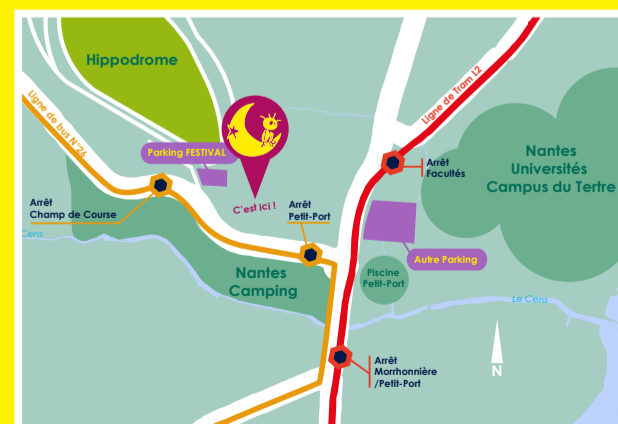 Hippodrome
Ligne de bus N°26
Parking FESTIVAL
C'est ici !
Ligne de Tram L2
Arrêt
Facultés
Nantes
Universités
Campus du Tertre
Arrêt
Champ de Course
Arrêt
Petit-Port
Cens
Nantes
Camping
Autre Parking
Piscine
Petit-Port
Le Cens
Arrêt
Morrhonnière
/Petit-Port
N